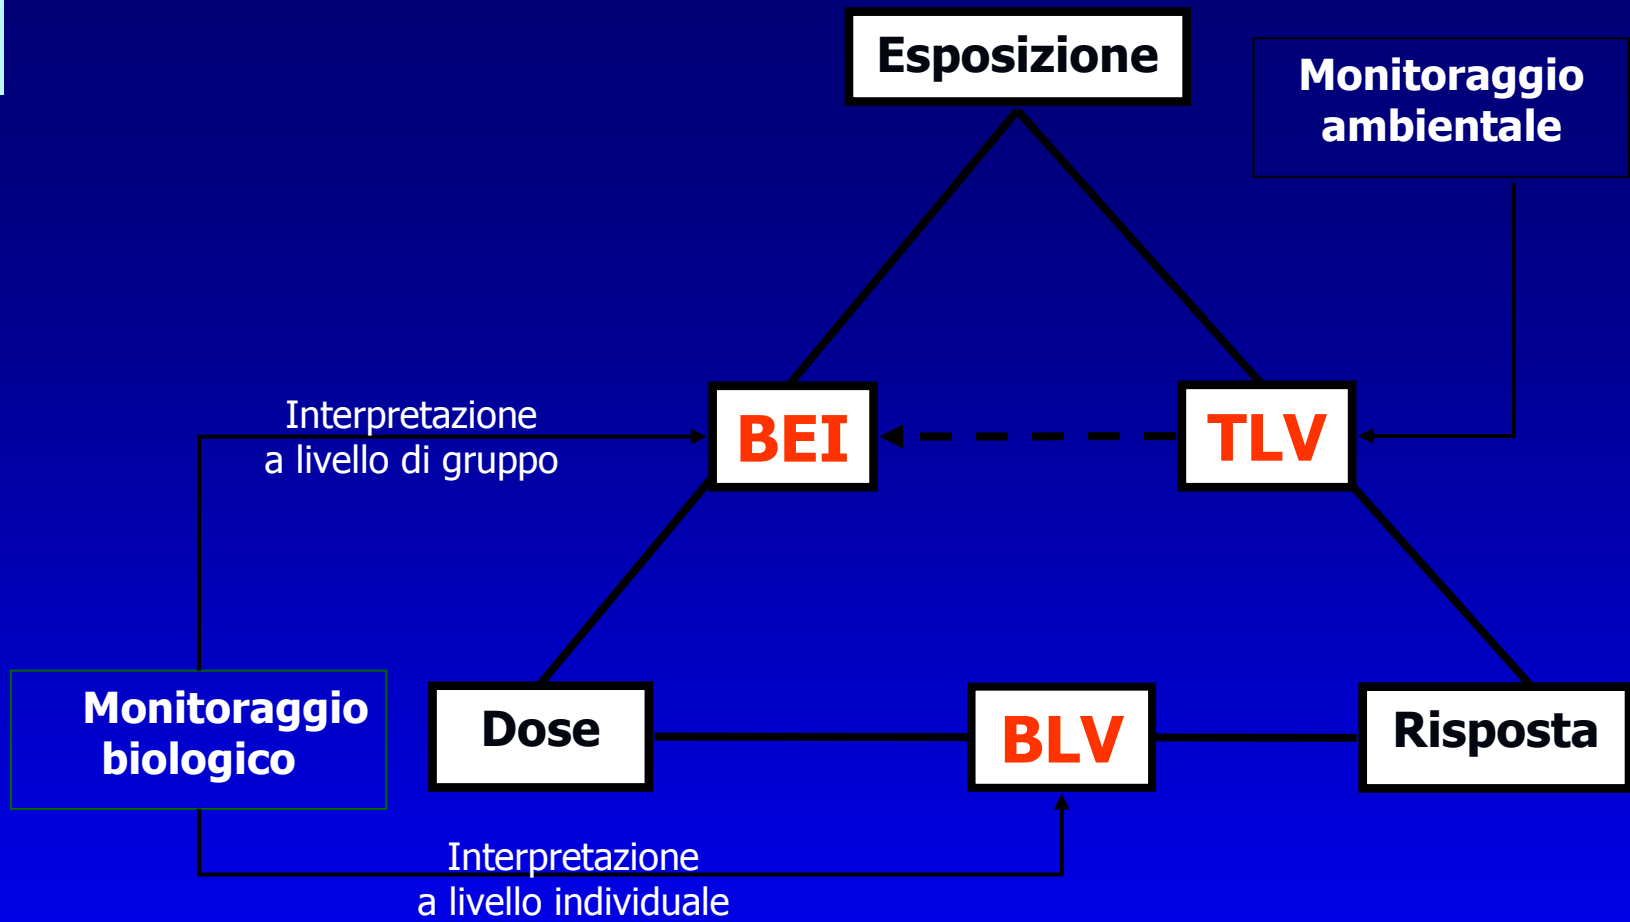 Esposizione
Monitoraggio
ambientale
Interpretazione
a livello di gruppo
BEI
TLV
Monitoraggio
biologico
Dose
BLV
Risposta
Interpretazione
a livello individuale